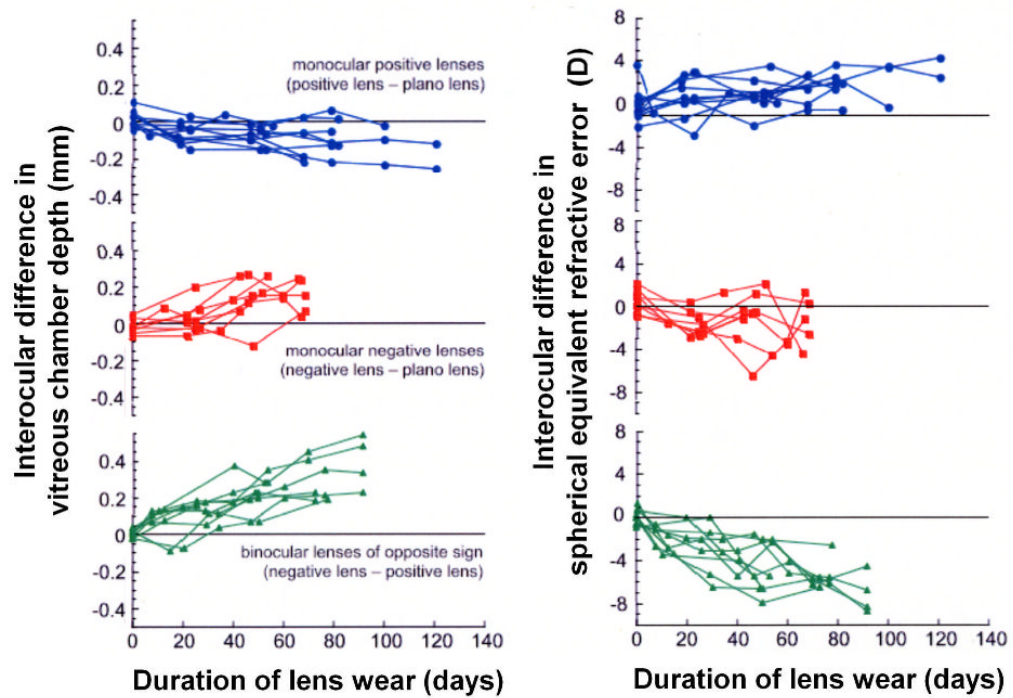 Interocular difference in
vitreous chamber depth (mm)
0.4
0.2
0
-0.2
-0.4
monocular positive lenses
(positive lens – plano lens)
0.4
0.2
0
-0.2
-0.4
monocular negative lenses
(negative lens – plano lens)
0.4
0.2
0
-0.2
-0.4
binocular lenses of opposite sign
(negative lens – positive lens)
0 20 40 60 80 100 120 140
Duration of lens wear (days)
Interocular difference in
spherical equivalent refractive error (D)
8
4
0
-4
-8
8
4
0
-4
-8
8
4
0
-4
-8
0 20 40 60 80 100 120 140
Duration of lens wear (days)